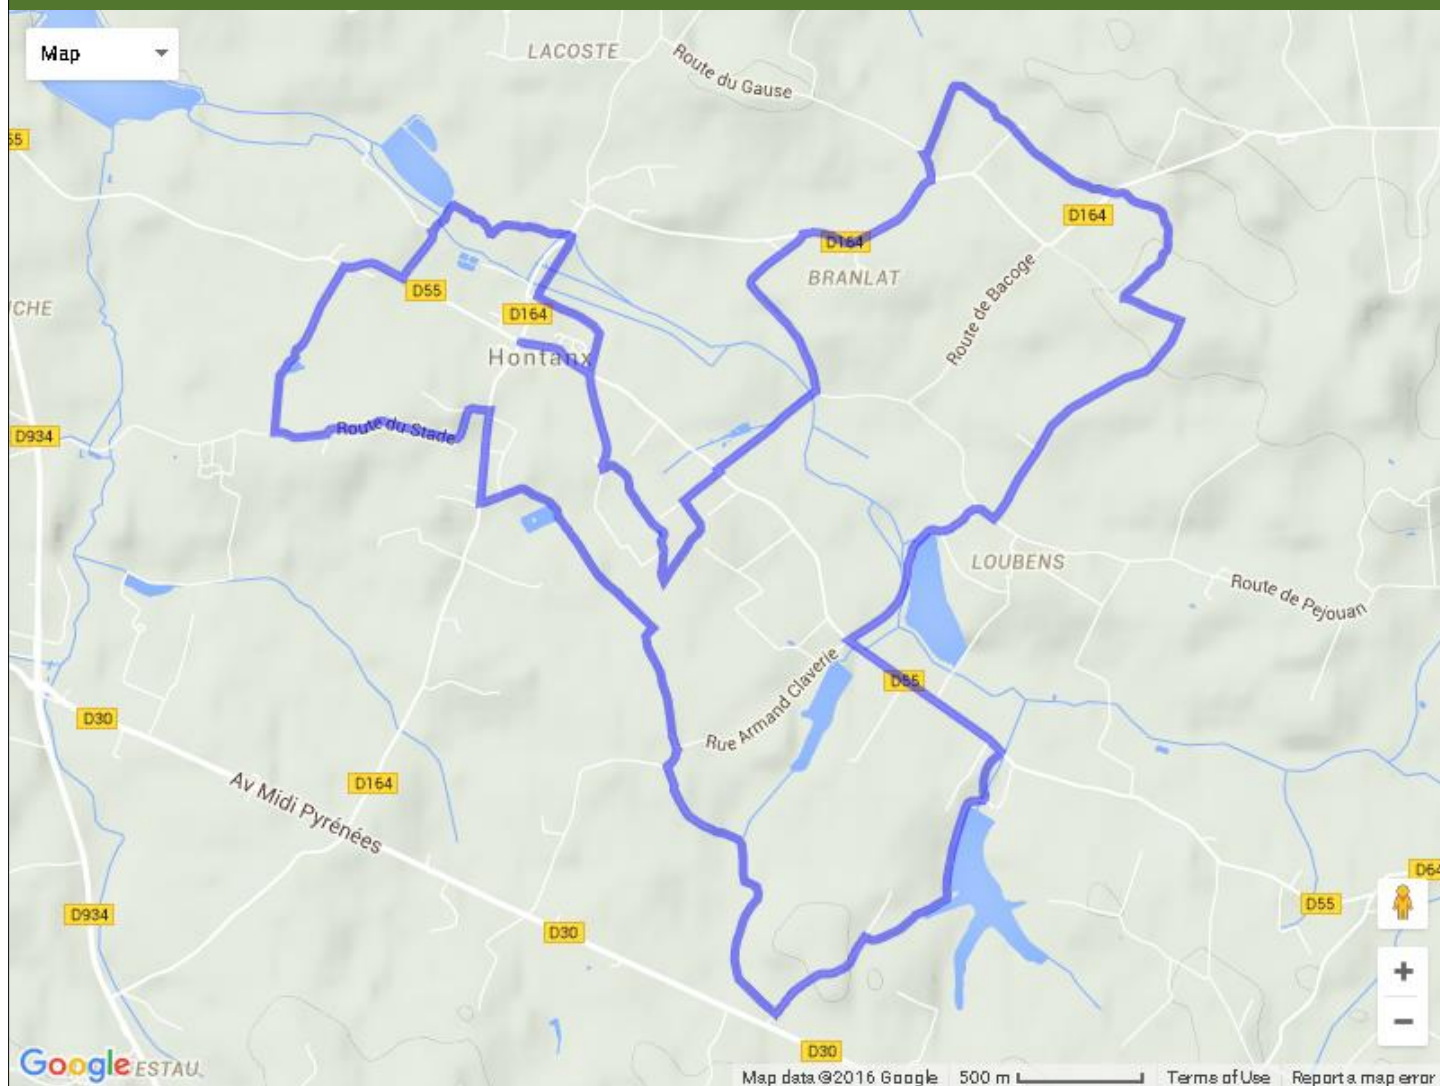 Map
LACOSTE
Route du Gause
55
D164
D164
BRANLAT
Route de Bacoge
D55
D164
Hontanx
CHE
Route du Stade
D934
LOUBENS
Route de Pejouan
Rue Armand Claverie
D55
D30
D164
Av Midi Pyrénées
D934
D30
D64
D55
+
−
D30
Google
ESTAU
Map data ©2016 Google
500 m
Terms of Use
Report a map error